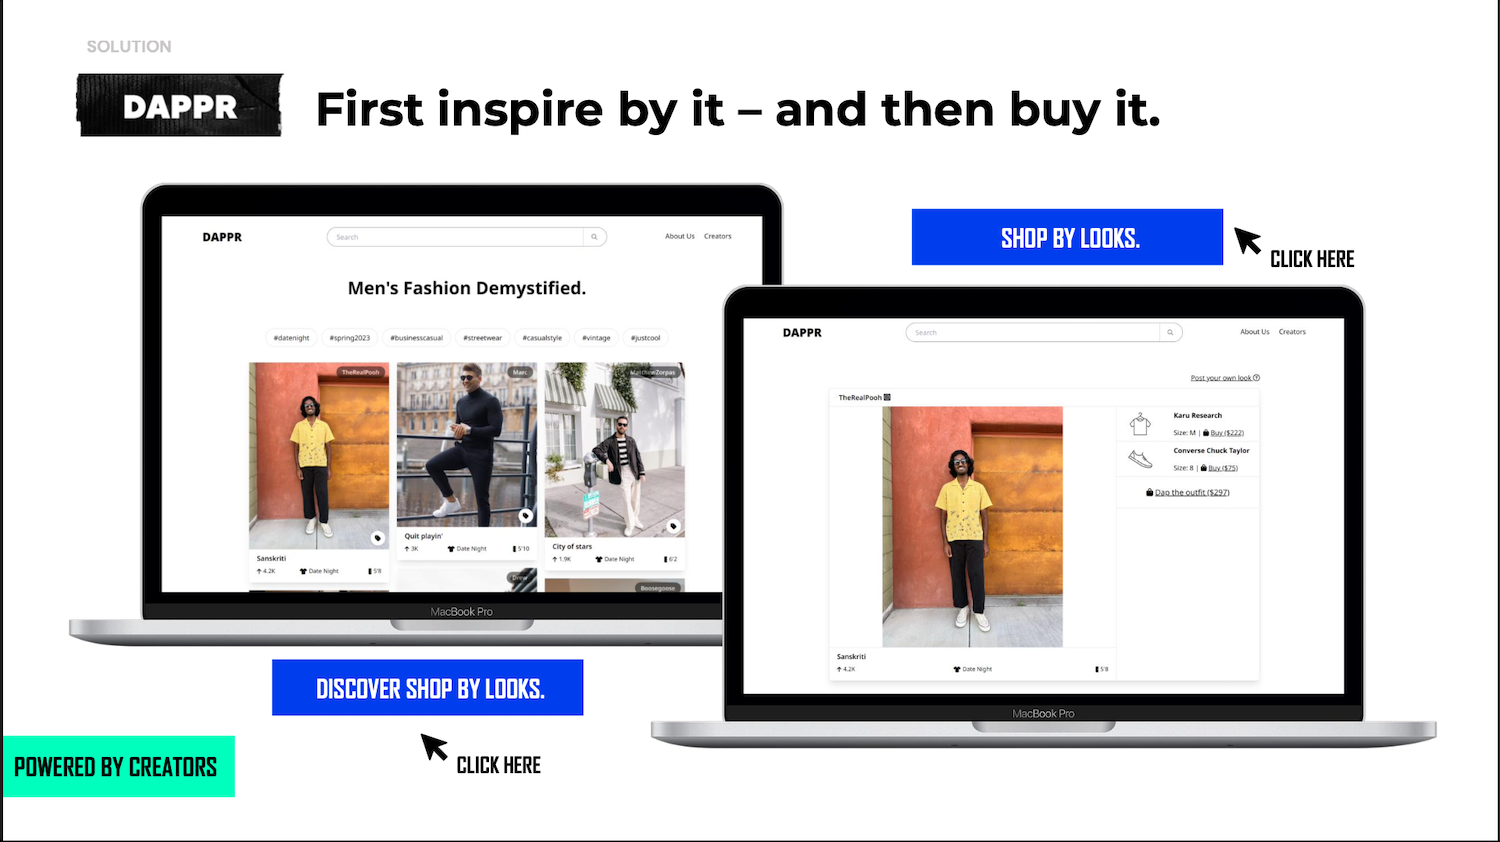 SOLUTION
DAPPR
First inspire by it – and then buy it.
DAPPR
Search
About Us Creators
Men's Fashion Demystified.
#datenight #spring2023 #businesscasual #streetwear #casualstyle #vintage #justcool
TheRealPooh
Marc
MatthewZorpas
Sanskriti
4.2K Date Night 5'8
Quit playin'
3K Date Night 5'10
City of stars
1.9K Date Night 6'2
Drew
Boosegoose
MacBook Pro
DISCOVER SHOP BY LOOKS.
CLICK HERE
POWERED BY CREATORS
SHOP BY LOOKS.
CLICK HERE
DAPPR
Search
About Us Creators
Post your own look
TheRealPooh
Karu Research
Size: M | Buy ($222)
Converse Chuck Taylor
Size: 8 | Buy ($75)
Dap the outfit ($297)
Sanskriti
4.2K Date Night 5'8
MacBook Pro